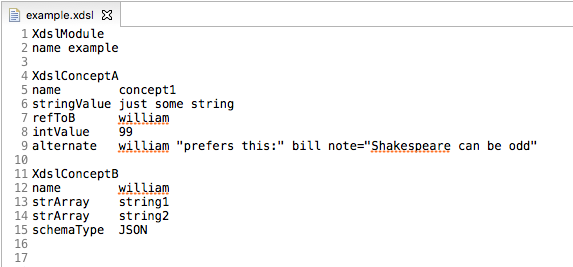 example.xdsl
1 XdslModule
2 name example
3
4 XdslConceptA
5 name        concept1
6 stringValue just some string
7 refToB      william
8 intValue    99
9 alternate   william "prefers this:" bill note="Shakespeare can be odd"
10
11 XdslConceptB
12 name        william
13 strArray    string1
14 strArray    string2
15 schemaType  JSON
16
17